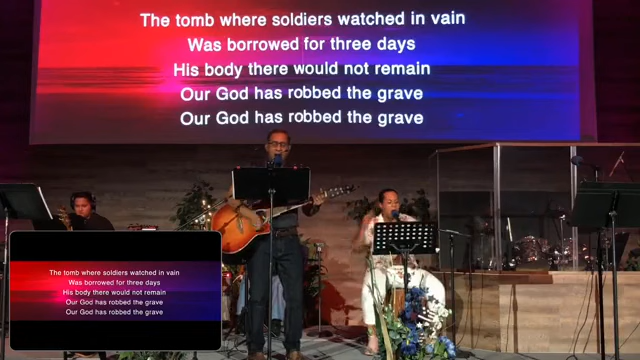 The tomb where soldiers watched in vain
Was borrowed for three days
His body there would not remain
Our God has robbed the grave
Our God has robbed the grave
The tomb where soldiers watched in vain
Was borrowed for three days
His body there would not remain
Our God has robbed the grave
Our God has robbed the grave